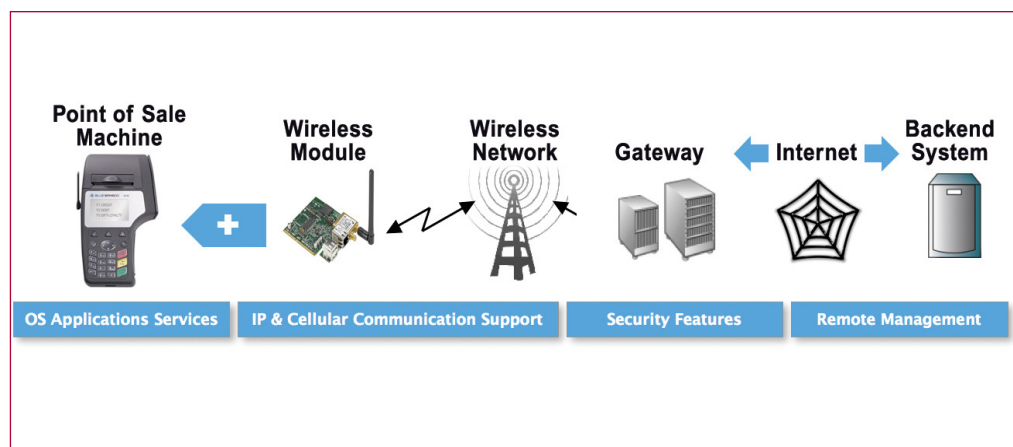 Point of Sale
Machine
Wireless
Module
Wireless
Network
Gateway
Internet
Backend
System
OS Applications Services
IP & Cellular Communication Support
Security Features
Remote Management